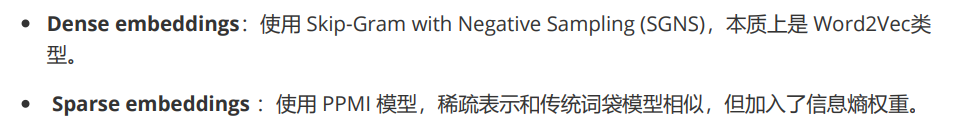 • Dense embeddings：使用 Skip-Gram with Negative Sampling (SGNS)，本质上是 Word2Vec类
型。
• Sparse embeddings ：使用 PPMI 模型，稀疏表示和传统词袋模型相似，但加入了信息熵权重。